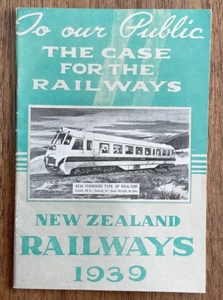 To our Public
THE CASE
FOR THE
RAILWAYS
NEW STANDARD TYPE OF RAIL-CAR
NEW ZEALAND
RAILWAYS
1939